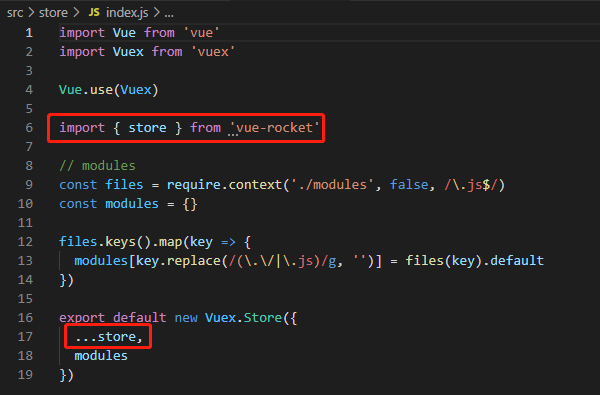 src > store > JS index.js > ...
1 import Vue from 'vue'
2 import Vuex from 'vuex'
3
4 Vue.use(Vuex)
5
6 import { store } from 'vue-rocket'
7
8 // modules
9 const files = require.context('./modules', false, /\.js$/)
10 const modules = {}
11
12 files.keys().map(key => {
13   modules[key.replace(/(\.\/|\.js)/g, '')] = files(key).default
14 })
15
16 export default new Vuex.Store({
17   ...store,
18   modules
19 })